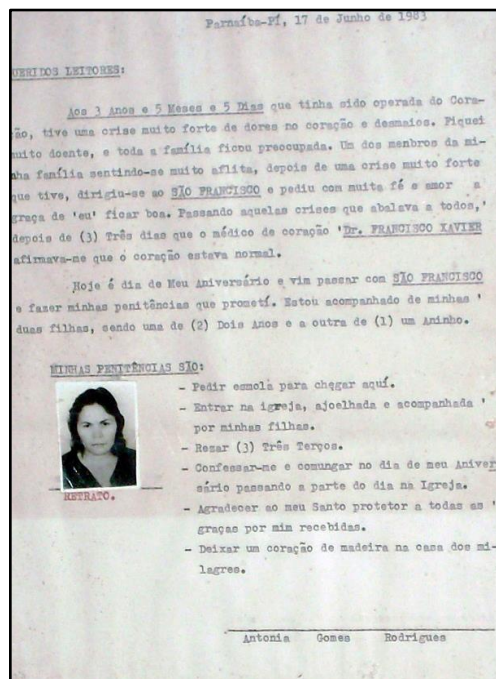 Parnaíba-PÍ, 17 de Junho de 1983
UERIDOS LEITORES:
Aos 3 Anos e 5 Meses e 5 Dias que tinha sido operada do Cora-
ção, tive uma crise muito forte de dores no coração e desmaios. Fiquei
uito doente, e toda a família ficou preocupada. Um dos menbros da mi-
nha família sentindo-se muito aflita, depois de uma crise muito forte
que tive, dirigiu-se ao SÃO FRANCISCO e pediu com muita fé e amor a
graça de 'eu' ficar boa. Passando aquelas crises que abalava a todos,'
depois de (3) Três dias que o médico de coração 'Dr. FRANCISCO XAVIER
afirmava-me que o coração estava normal.
Hoje é dia de Meu Aniversário e vim passar com SÃO FRANCISCO
e fazer minhas penitências que prometí. Estou acompanhado de minhas '
duas filhas, sendo uma de (2) Dois Anos e a outra de (1) um Aninho.
MINHAS PENITÊNCIAS SÃO:
- Pedir esmola para chegar aquí.
- Entrar na igreja, ajoelhada e acompanhada '
por minhas filhas.
- Rezar (3) Três Terços.
- Confessar-me e comungar no dia de meu Aniver
sário passando a parte do dia na Igreja.
- Agradecer ao meu Santo protetor a todas as '
graças por mim recebidas.
- Deixar um coração de madeira na casa dos mi-
lagres.
RETRATO.
Antonia Gomes Rodrigues